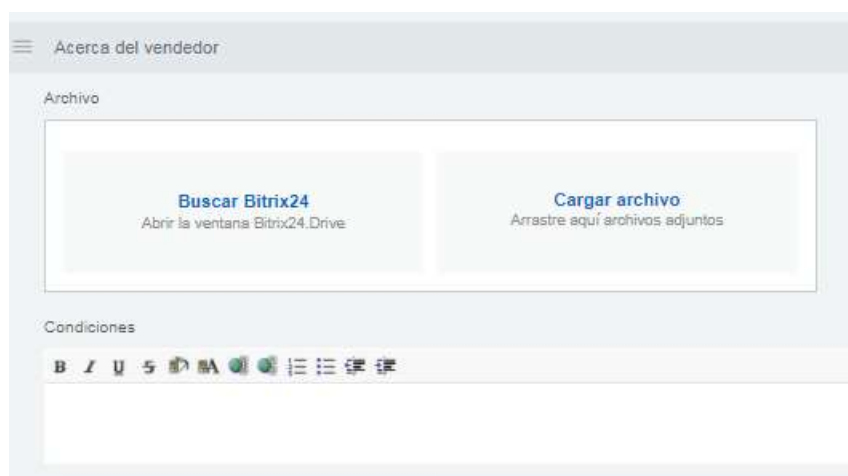 Acerca del vendedor
Archivo
Buscar Bitrix24
Abrir la ventana Bitrix24.Drive
Cargar archivo
Arrastre aquí archivos adjuntos
Condiciones
B I U S